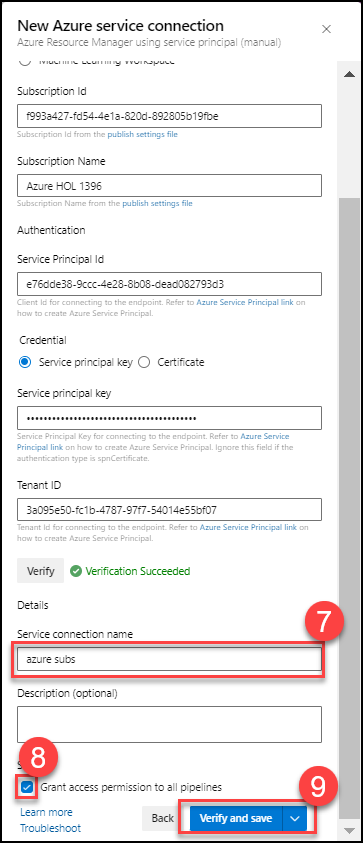 New Azure service connection
Azure Resource Manager using service principal (manual)
Machine Learning Workspace
Subscription Id
f993a427-fd54-4e1a-820d-892805b19fbe
Subscription Id from the publish settings file
Subscription Name
Azure HOL 1396
Subscription Name from the publish settings file
Authentication
Service Principal Id
e76dde38-9ccc-4e28-8b08-dead082793d3
Client Id for connecting to the endpoint. Refer to Azure Service Principal link on
how to create Azure Service Principal.
Credential
Service principal key
Certificate
Service principal key
Service Principal Key for connecting to the endpoint. Refer to Azure Service
Principal link on how to create Azure Service Principal. Ignore this field if the
authentication type is spnCertificate.
Tenant ID
3a095e50-fc1b-4787-97f7-54014e55bf07
Tenant Id for connecting to the endpoint. Refer to Azure Service Principal link on
how to create Azure Service Principal.
Verify
Verification Succeeded
Details
7
Service connection name
azure subs
Description (optional)
8
Grant access permission to all pipelines
9
Learn more
Troubleshoot
Back
Verify and save